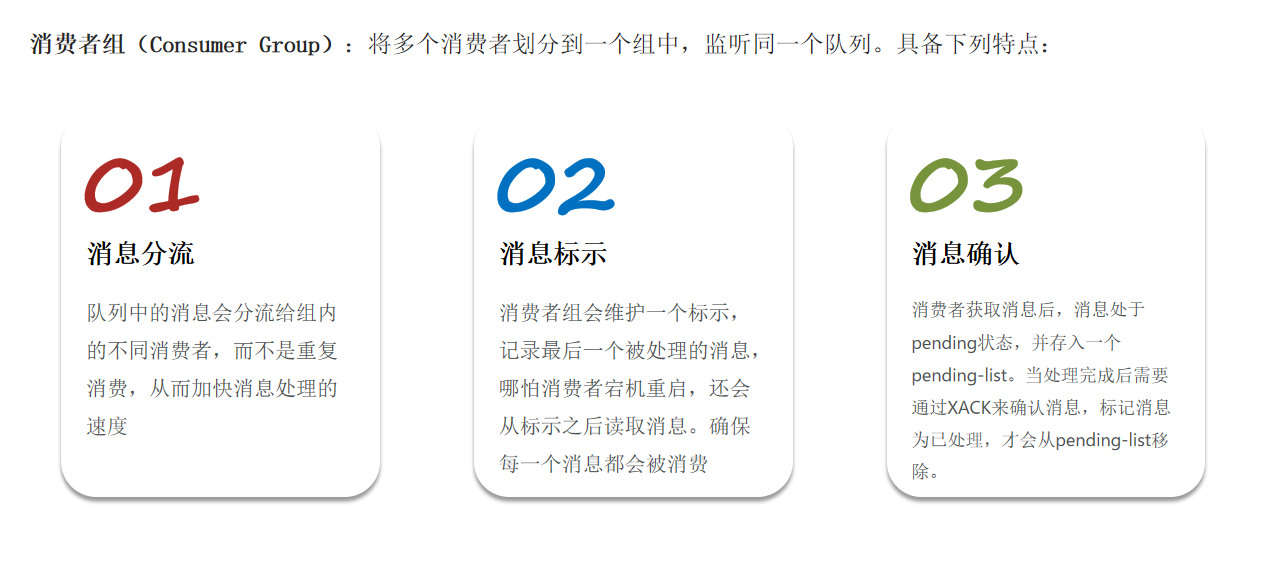 消费者组（Consumer Group）：将多个消费者划分到一个组中，监听同一个队列。具备下列特点：
01
消息分流
队列中的消息会分流给组内
的不同消费者，而不是重复
消费，从而加快消息处理的
速度
02
消息标示
消费者组会维护一个标示，
记录最后一个被处理的消息，
哪怕消费者宕机重启，还会
从标示之后读取消息。确保
每一个消息都会被消费
03
消息确认
消费者获取消息后，消息处于
pending状态，并存入一个
pending-list。当处理完成后需要
通过XACK来确认消息，标记消息
为已处理，才会从pending-list移
除。